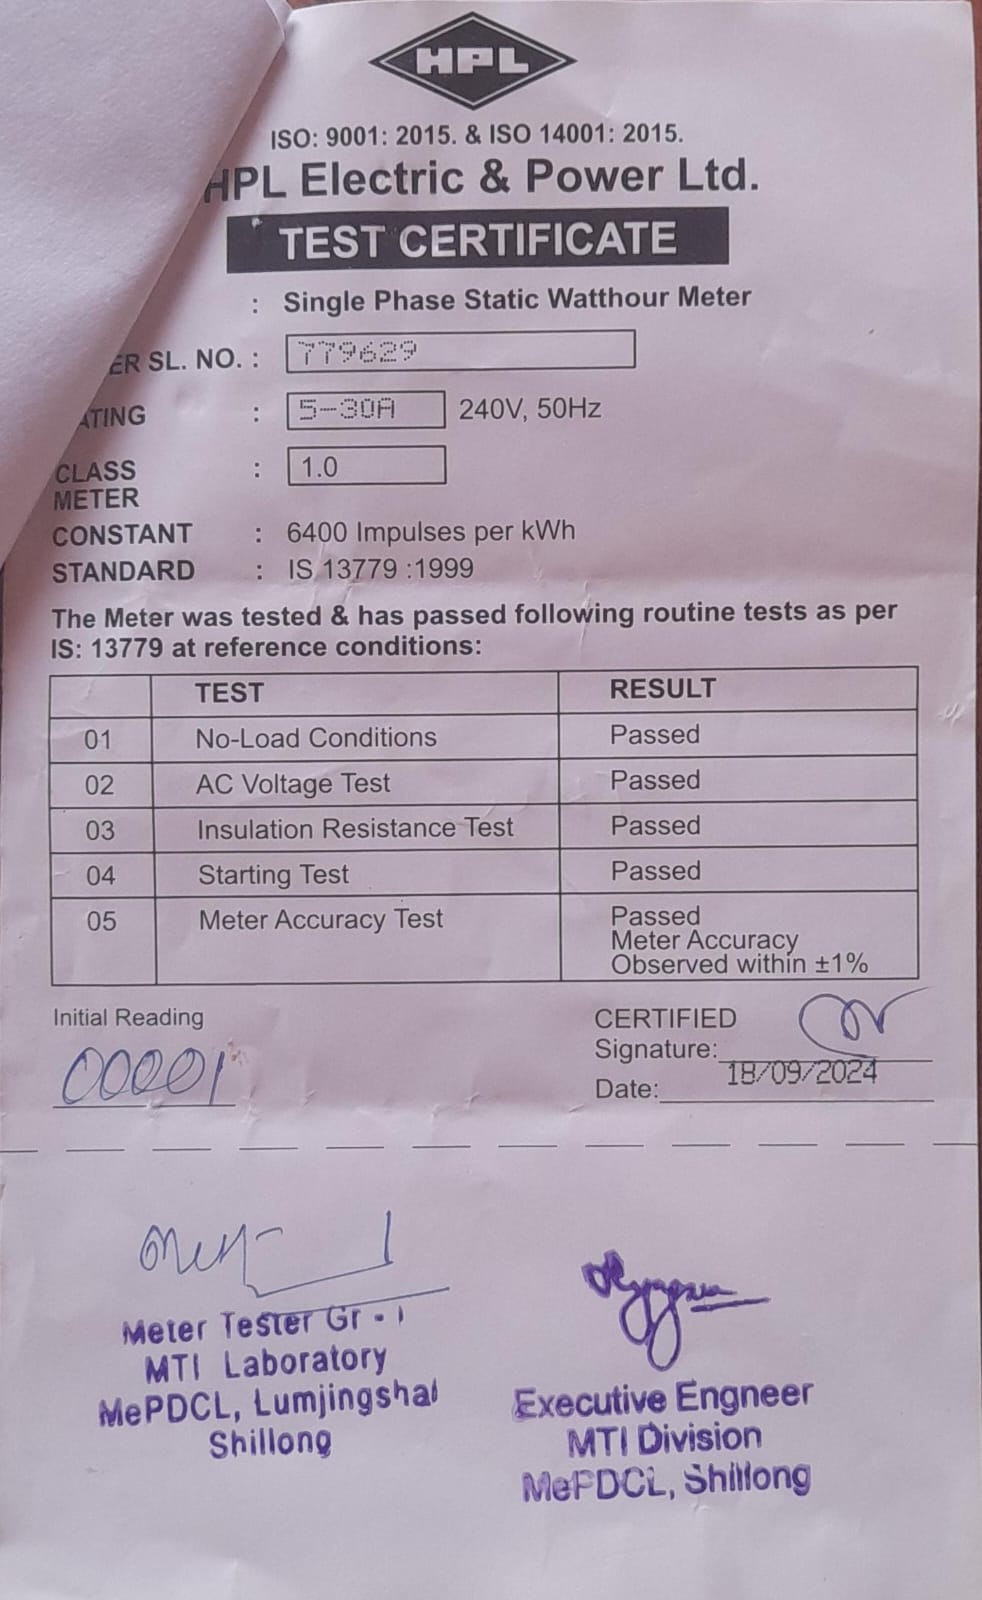 HPL
ISO: 9001: 2015. & ISO 14001: 2015.
HPL Electric & Power Ltd.
TEST CERTIFICATE
: Single Phase Static Watthour Meter
ER SL. NO. : 779629
ATING : 5-30A 240V, 50Hz
CLASS : 1.0
METER
CONSTANT : 6400 Impulses per kWh
STANDARD : IS 13779 :1999
The Meter was tested & has passed following routine tests as per
IS: 13779 at reference conditions:
TEST RESULT
01 No-Load Conditions Passed
02 AC Voltage Test Passed
03 Insulation Resistance Test Passed
04 Starting Test Passed
05 Meter Accuracy Test Passed
Meter Accuracy
Observed within ±1%
Initial Reading
00001
CERTIFIED
Signature:
Date: 18/09/2024
Meter Tester Gr - I
MTI Laboratory
MePDCL, Lumjingshai
Shillong
Executive Engneer
MTI Division
MePDCL, Shillong